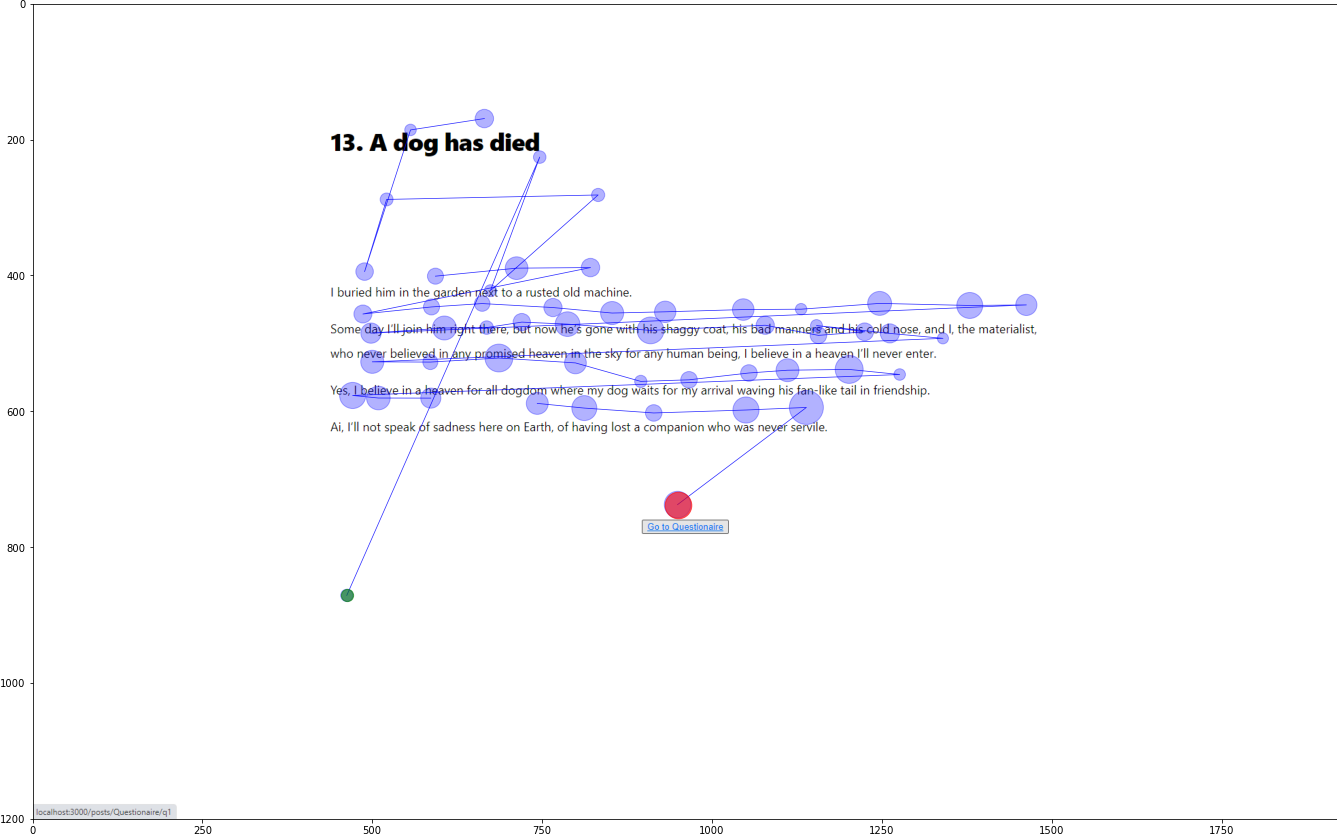 0
200
13. A dog has died
400
I buried him in the garden next to a rusted old machine.
Some day I'll join him right there, but now he's gone with his shaggy coat, his bad manners and his cold nose, and I, the materialist,
who never believed in any promised heaven in the sky for any human being, I believe in a heaven I'll never enter.
Yes, I believe in a heaven for all dogdom where my dog waits for my arrival waving his fan-like tail in friendship.
600
Ai, I'll not speak of sadness here on Earth, of having lost a companion who was never servile.
Go to Questionaire
800
1000
localhost:3000/posts/Questionaire/q1
1200
0 250 500 750 1000 1250 1500 1750